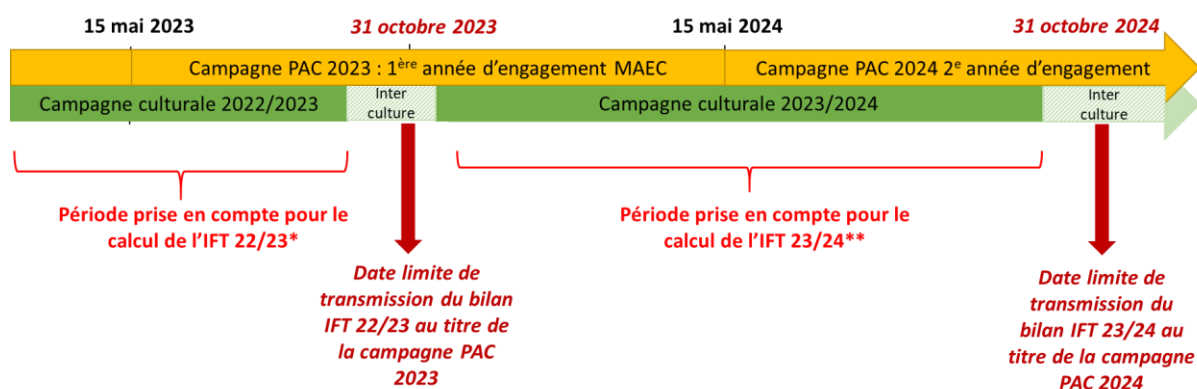 15 mai 2023
31 octobre 2023
15 mai 2024
31 octobre 2024
Campagne PAC 2023 : 1ère année d'engagement MAEC
Campagne PAC 2024 2e année d'engagement
Campagne culturale 2022/2023
Inter
culture
Campagne culturale 2023/2024
Inter
culture
Période prise en compte pour le
calcul de l'IFT 22/23*
Période prise en compte pour le
calcul de l'IFT 23/24**
Date limite de
transmission du bilan
IFT 22/23 au titre de
la campagne PAC
2023
Date limite de
transmission du
bilan IFT 23/24 au
titre de la campagne
PAC 2024